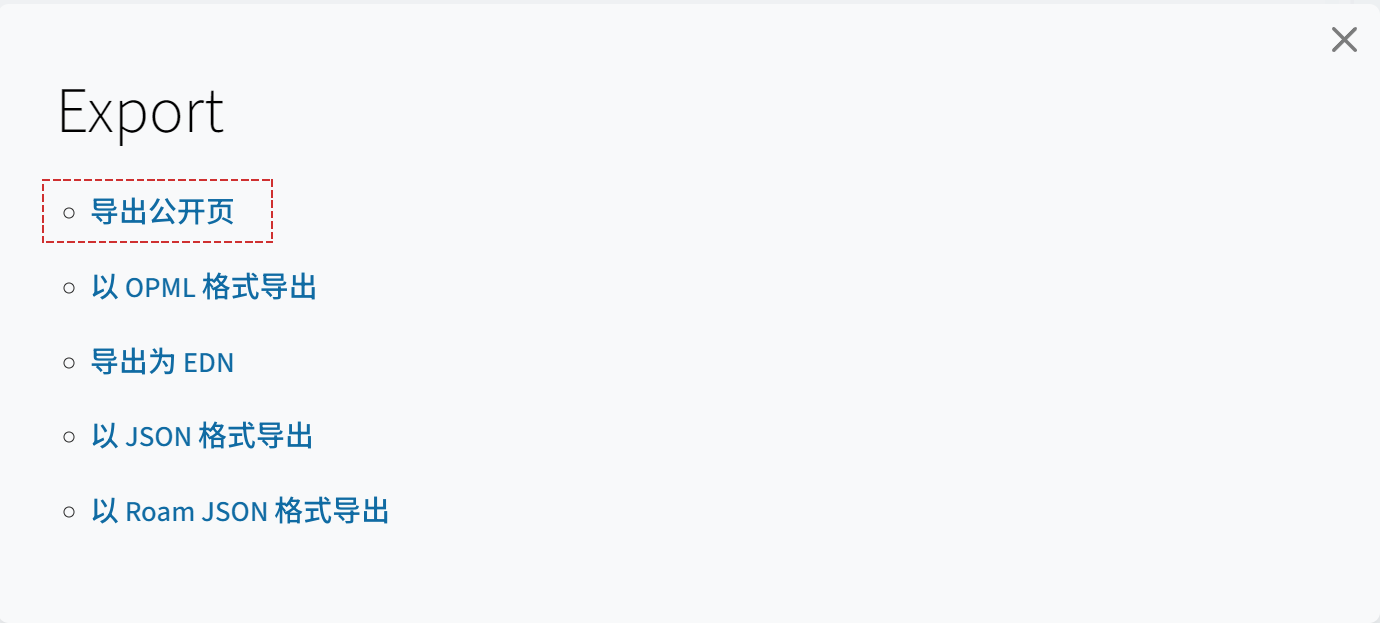 Export
导出公开页
以 OPML 格式导出
导出为 EDN
以 JSON 格式导出
以 Roam JSON 格式导出